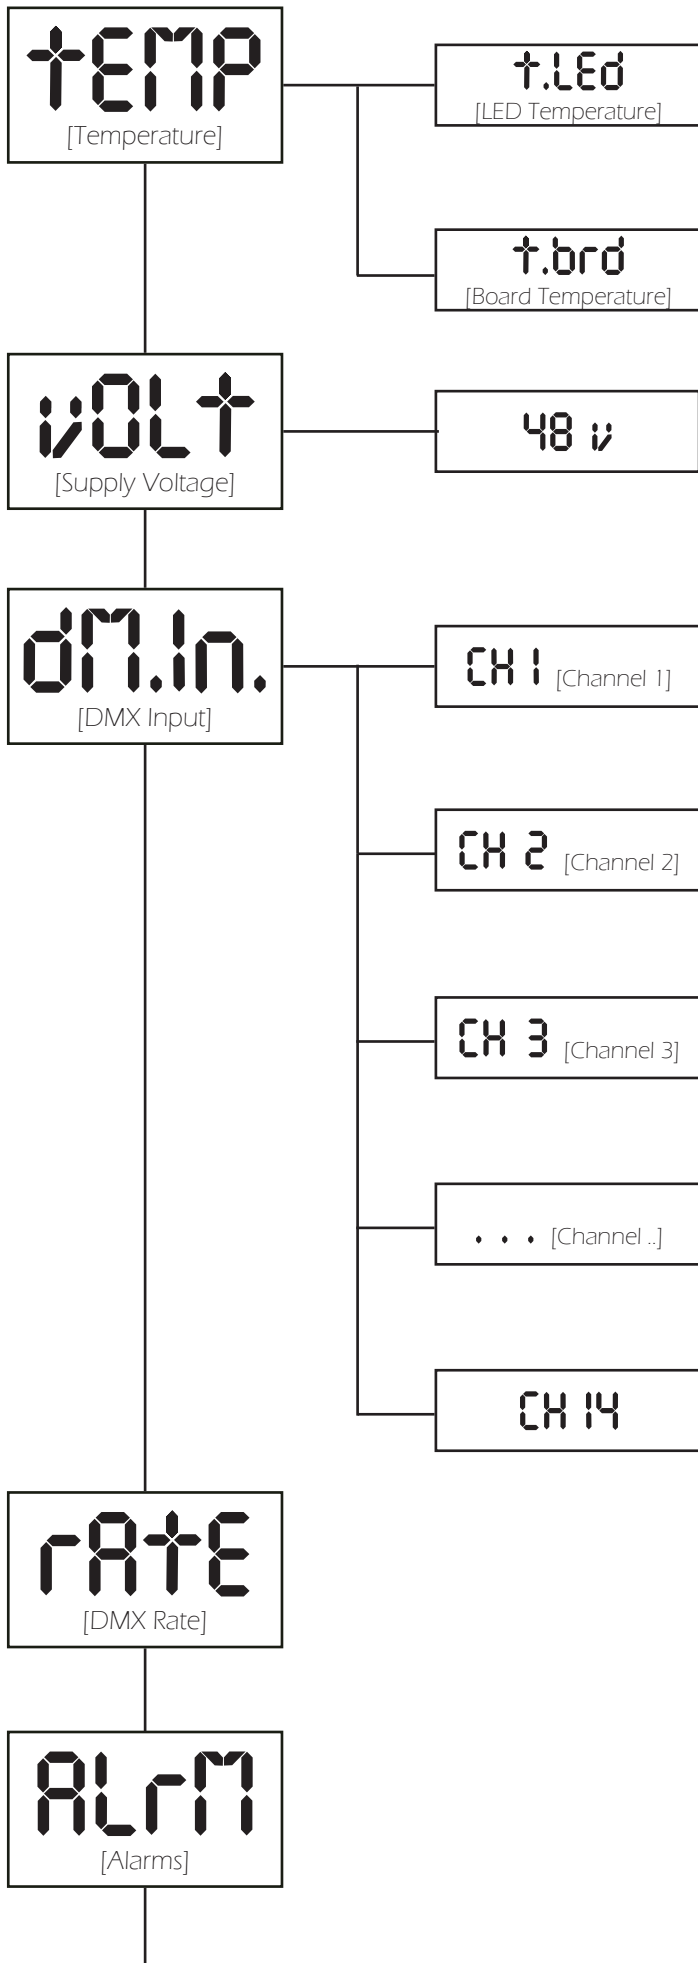 tEMP
[Temperature]
t.LEd
[LED Temperature]
t.brd
[Board Temperature]
vOLt
[Supply Voltage]
48 v
dM.In.
[DMX Input]
CH 1 [Channel 1]
CH 2 [Channel 2]
CH 3 [Channel 3]
. . . [Channel ..]
CH 14
rAtE
[DMX Rate]
ALrM
[Alarms]